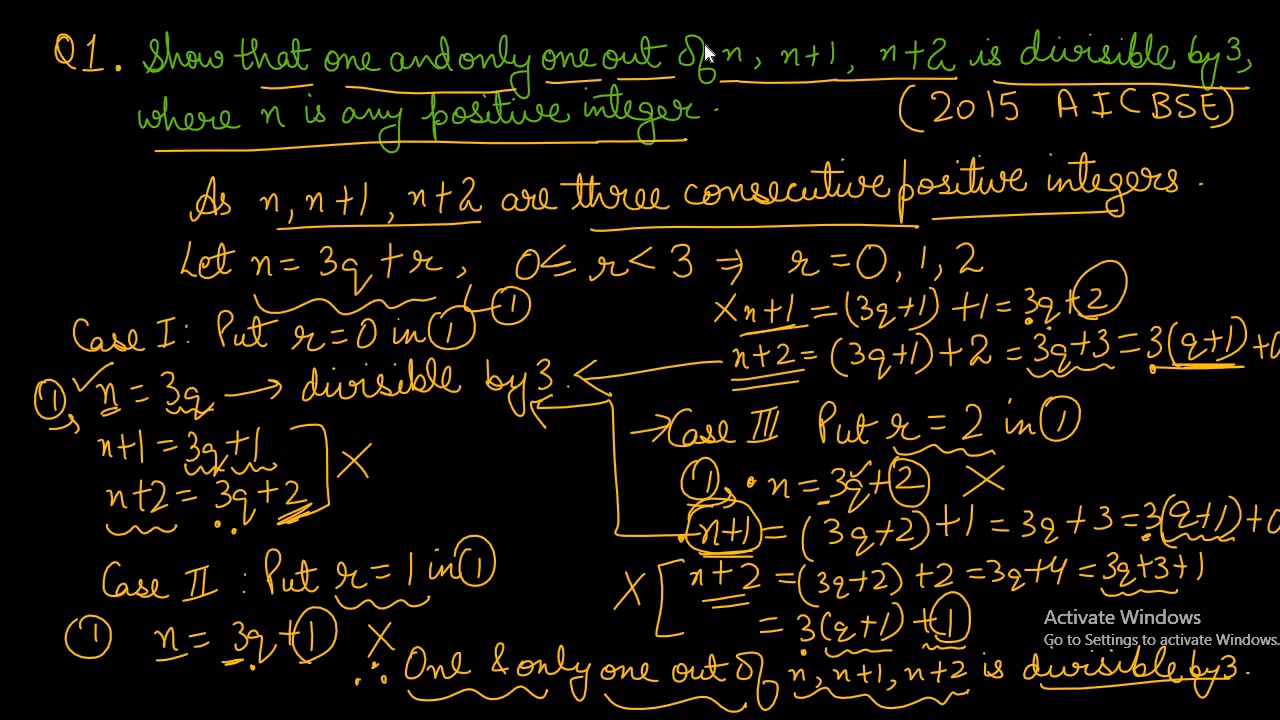 Q1. Show that one and only one out of n, n+1, n+2 is divisible by 3,
where n is any positive integer.
(2015 AICBSE)
As n, n+1, n+2 are three consecutive positive integers.
Let n = 3q + r, 0 ≤ r < 3 ⇒ r = 0, 1, 2
①
Case I: Put r = 0 in ①
① ✓ n = 3q → divisible by 3.
n+1 = 3q+1
n+2 = 3q+2 ] X
Case II : Put r = 1 in ①
① n = 3q+1 X
X n+1 = (3q+1) +1 = 3q+2
n+2 = (3q+1)+2 = 3q+3 = 3(q+1)+0
→ Case III Put r = 2 in ①
①, n = 3q+2 X
n+1 = (3q+2)+1 = 3q+3 = 3(q+1)+0
X [ n+2 = (3q+2)+2 = 3q+4 = 3q+3+1
= 3(q+1)+1
∴ One & only one out of n, n+1, n+2 is divisible by 3.
Activate Windows
Go to Settings to activate Windows.